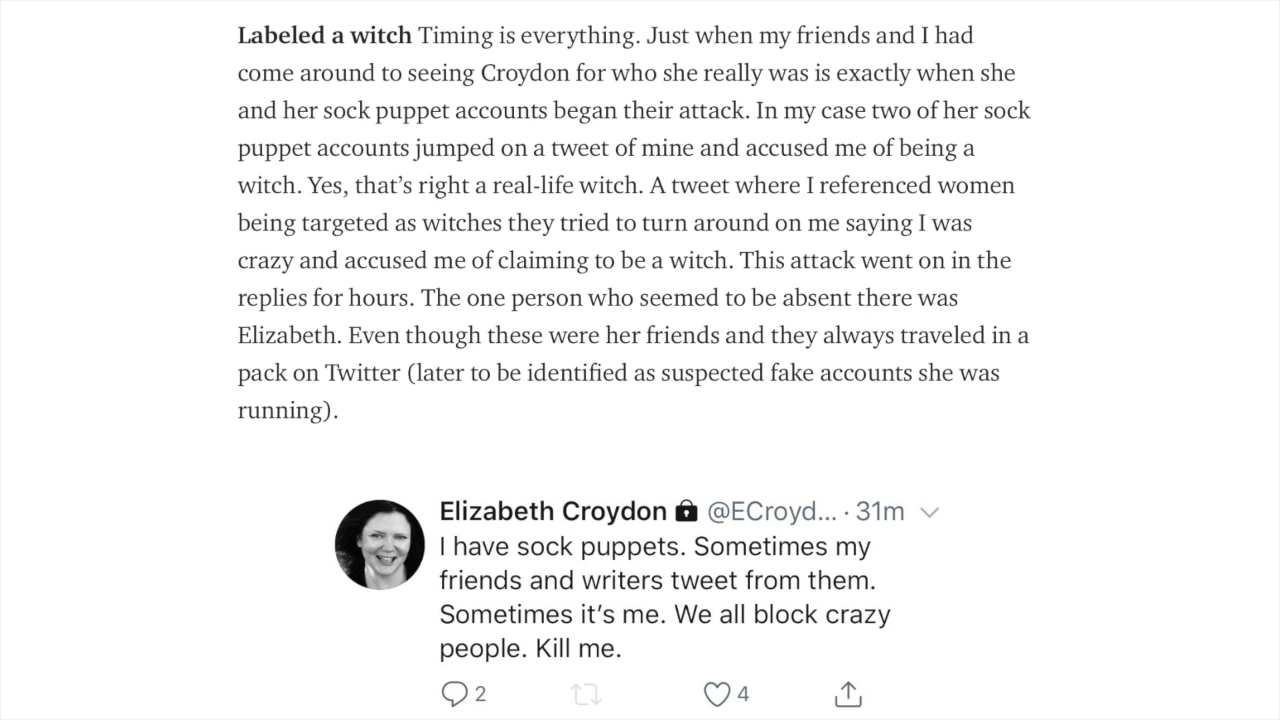 Labeled a witch Timing is everything. Just when my friends and I had
come around to seeing Croydon for who she really was is exactly when she
and her sock puppet accounts began their attack. In my case two of her sock
puppet accounts jumped on a tweet of mine and accused me of being a
witch. Yes, that’s right a real-life witch. A tweet where I referenced women
being targeted as witches they tried to turn around on me saying I was
crazy and accused me of claiming to be a witch. This attack went on in the
replies for hours. The one person who seemed to be absent there was
Elizabeth. Even though these were her friends and they always traveled in a
pack on Twitter (later to be identified as suspected fake accounts she was
running).
Elizabeth Croydon @ECroyd... · 31m
I have sock puppets. Sometimes my
friends and writers tweet from them.
Sometimes it’s me. We all block crazy
people. Kill me.
2 4